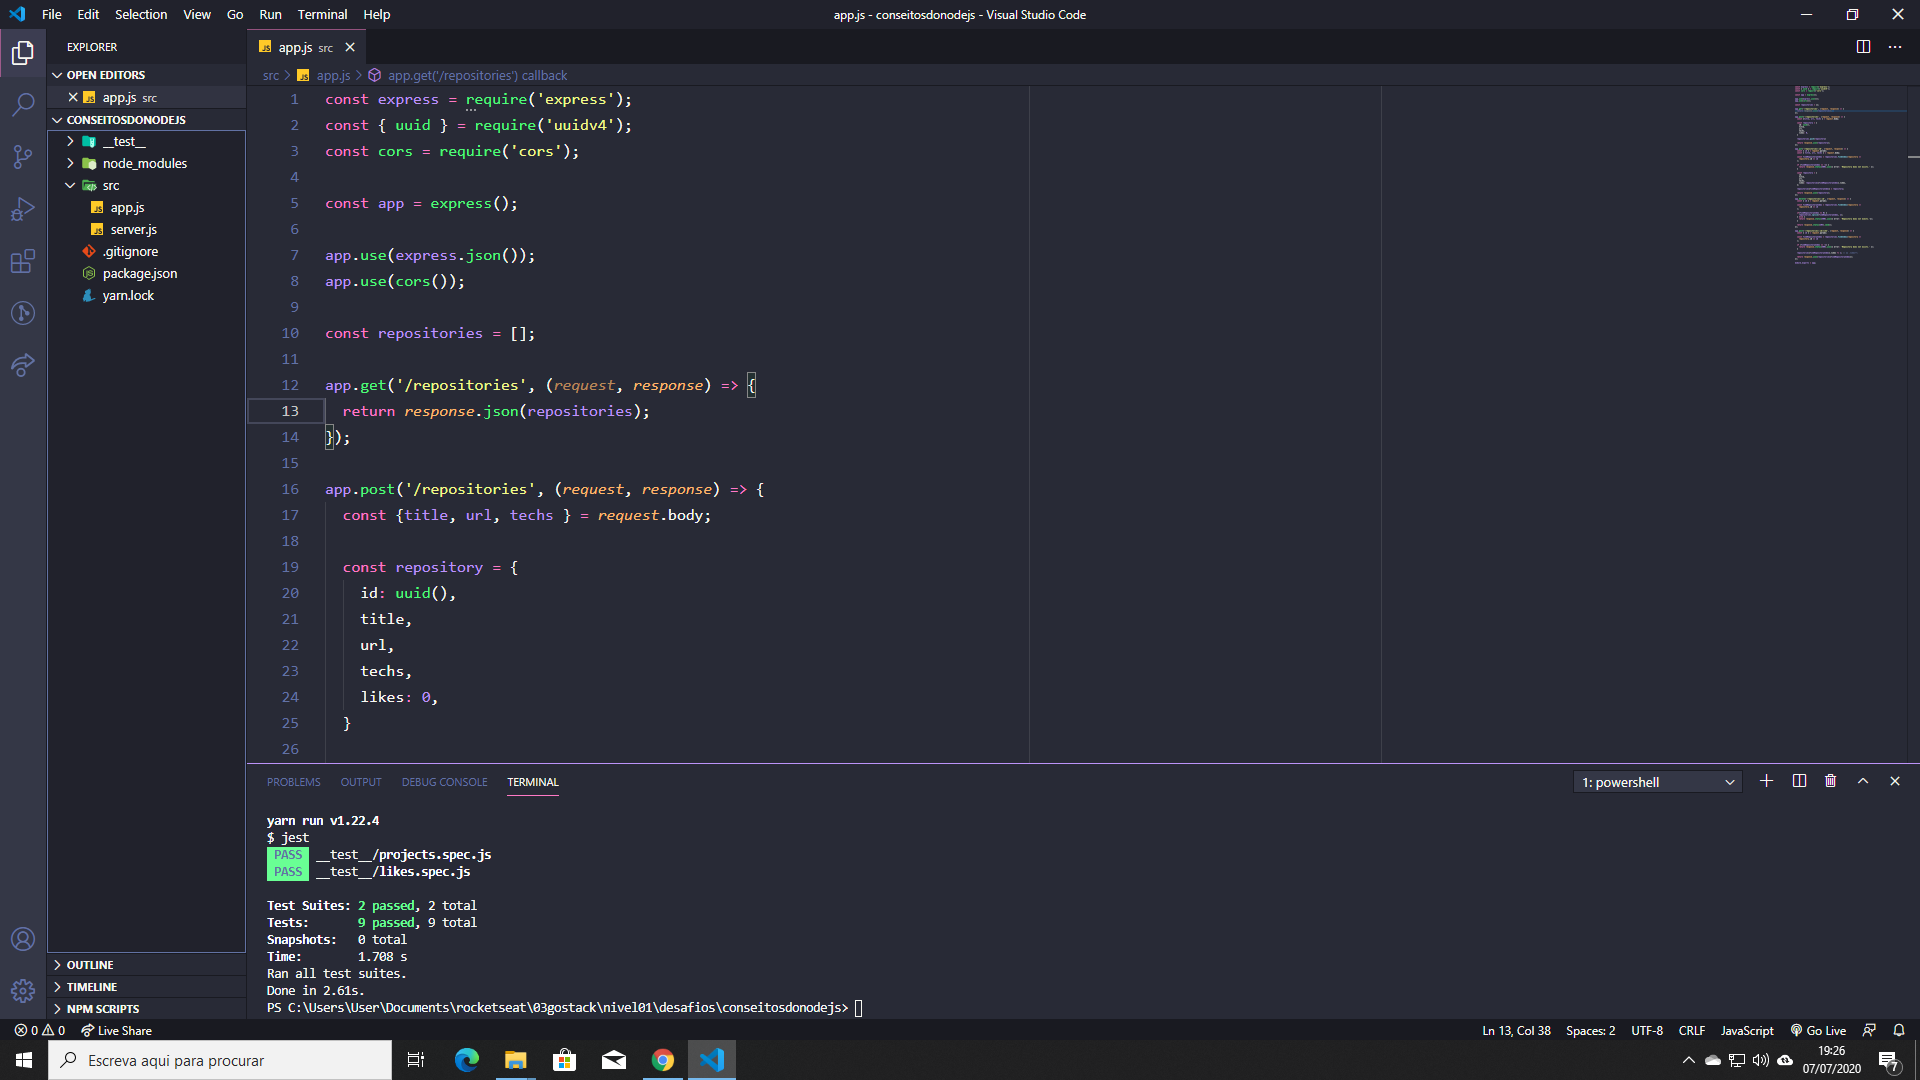 File Edit Selection View Go Run Terminal Help
app.js - conseitosdonodejs - Visual Studio Code
EXPLORER
OPEN EDITORS
app.js src
CONSEITOSDONODEJS
__test__
node_modules
src
app.js
server.js
.gitignore
package.json
yarn.lock
OUTLINE
TIMELINE
NPM SCRIPTS
app.js src
src > app.js > app.get('/repositories') callback
1 const express = require('express');
2 const { uuid } = require('uuidv4');
3 const cors = require('cors');
4
5 const app = express();
6
7 app.use(express.json());
8 app.use(cors());
9
10 const repositories = [];
11
12 app.get('/repositories', (request, response) => {
13 return response.json(repositories);
14 });
15
16 app.post('/repositories', (request, response) => {
17 const {title, url, techs } = request.body;
18
19 const repository = {
20 id: uuid(),
21 title,
22 url,
23 techs,
24 likes: 0,
25 }
26
PROBLEMS OUTPUT DEBUG CONSOLE TERMINAL
1: powershell
yarn run v1.22.4
$ jest
PASS __test__/projects.spec.js
PASS __test__/likes.spec.js
Test Suites: 2 passed, 2 total
Tests: 9 passed, 9 total
Snapshots: 0 total
Time: 1.708 s
Ran all test suites.
Done in 2.61s.
PS C:\Users\User\Documents\rocketseat\03gostack\nivel01\desafios\conseitosdonodejs>
0 0 Live Share
Ln 13, Col 38 Spaces: 2 UTF-8 CRLF JavaScript Go Live
Escreva aqui para procurar
19:26
07/07/2020
7